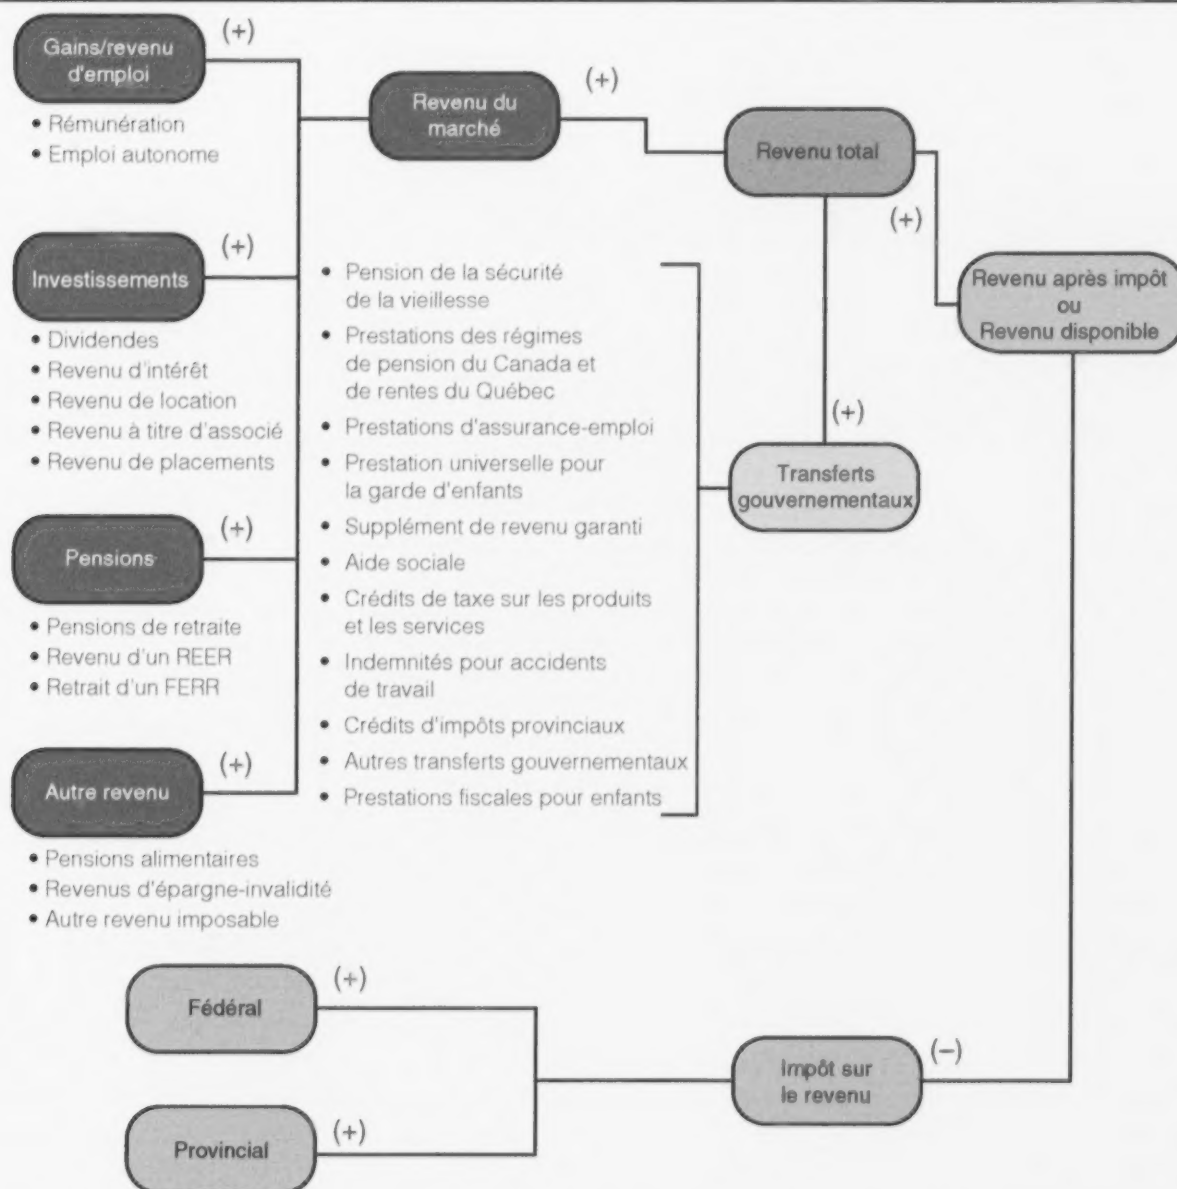 Gains/revenu
d'emploi
(+)
• Rémunération
• Emploi autonome
Revenu du
marché
(+)
Revenu total
(+)
Investissements
(+)
• Dividendes
• Revenu d'intérêt
• Revenu de location
• Revenu à titre d'associé
• Revenu de placements
• Pension de la sécurité
de la vieillesse
• Prestations des régimes
de pension du Canada et
de rentes du Québec
• Prestations d'assurance-emploi
• Prestation universelle pour
la garde d'enfants
• Supplément de revenu garanti
• Aide sociale
• Crédits de taxe sur les produits
et les services
• Indemnités pour accidents
de travail
• Crédits d'impôts provinciaux
• Autres transferts gouvernementaux
• Prestations fiscales pour enfants
Revenu après impôt
ou
Revenu disponible
(+)
Transferts
gouvernementaux
Pensions
(+)
• Pensions de retraite
• Revenu d'un REER
• Retrait d'un FERR
Autre revenu
(+)
• Pensions alimentaires
• Revenus d'épargne-invalidité
• Autre revenu imposable
Fédéral
(+)
Impôt sur
le revenu
(−)
Provincial
(+)